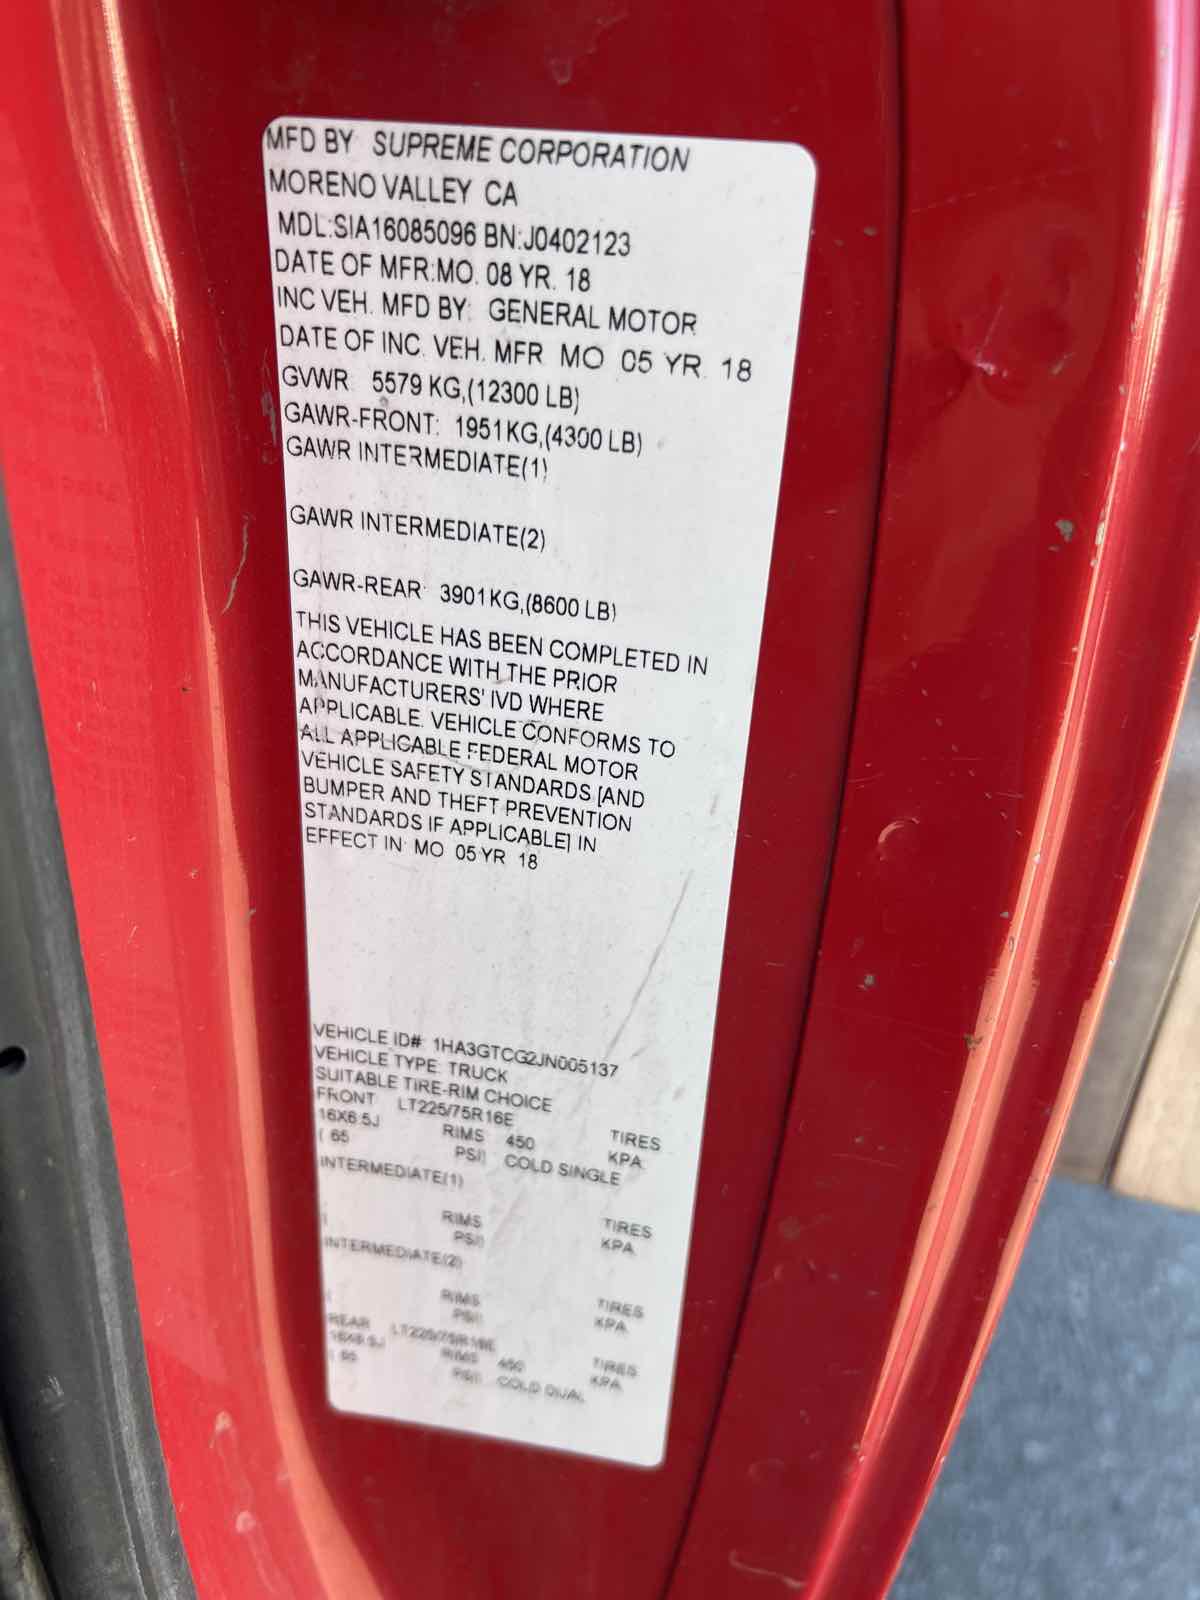 MFD BY SUPREME CORPORATION
MORENO VALLEY CA
MDL:SIA16085096 BN:J0402123
DATE OF MFR:MO. 08 YR. 18
INC VEH. MFD BY: GENERAL MOTOR
DATE OF INC. VEH. MFR MO 05 YR. 18
GVWR 5579 KG,(12300 LB)
GAWR-FRONT: 1951KG,(4300 LB)
GAWR INTERMEDIATE(1)
GAWR INTERMEDIATE(2)
GAWR-REAR 3901KG,(8600 LB)
THIS VEHICLE HAS BEEN COMPLETED IN
ACCORDANCE WITH THE PRIOR
MANUFACTURERS' IVD WHERE
APPLICABLE. VEHICLE CONFORMS TO
ALL APPLICABLE FEDERAL MOTOR
VEHICLE SAFETY STANDARDS [AND
BUMPER AND THEFT PREVENTION
STANDARDS IF APPLICABLE] IN
EFFECT IN: MO 05 YR 18
VEHICLE ID# 1HA3GTCG2JN005137
VEHICLE TYPE: TRUCK
SUITABLE TIRE-RIM CHOICE
FRONT LT225/75R16E TIRES
16X6.5J RIMS 450 KPA
( 65 PSI) COLD SINGLE
INTERMEDIATE(1) TIRES
RIMS KPA
( PSI)
INTERMEDIATE(2) TIRES
RIMS KPA
( PSI)
REAR LT225/75R16E TIRES
16X6.5J RIMS 450 KPA
( 65 PSI) COLD DUAL